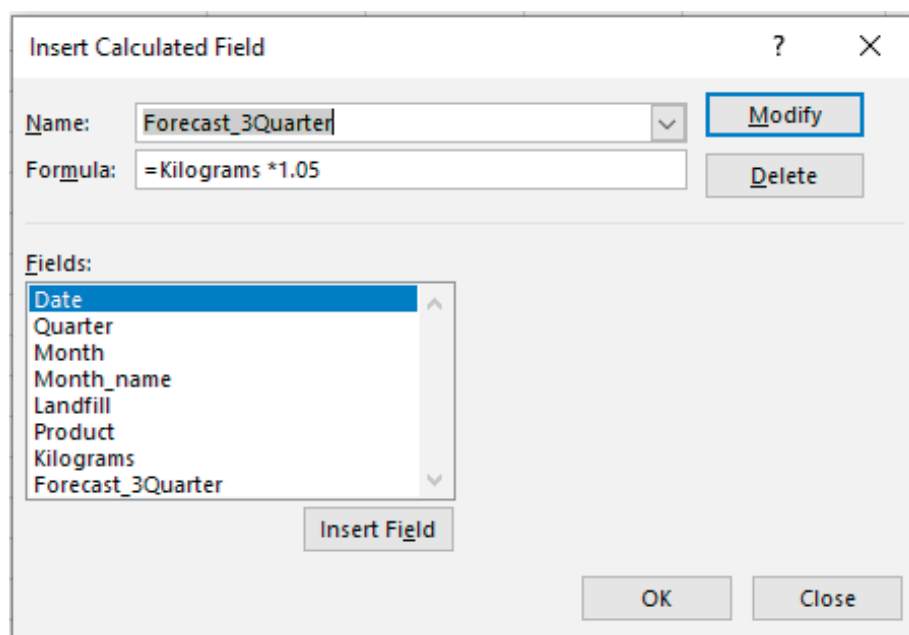 Insert Calculated Field ? X
Name: Forecast_3Quarter Modify
Formula: =Kilograms *1.05 Delete
Fields:
Date
Quarter
Month
Month_name
Landfill
Product
Kilograms
Forecast_3Quarter
Insert Field
OK Close